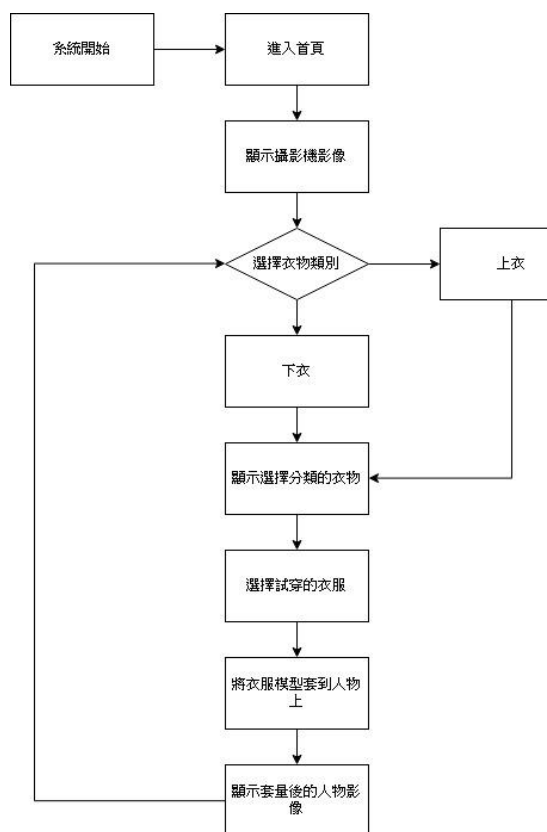 系統開始
進入首頁
顯示攝影機影像
選擇衣物類別
上衣
下衣
顯示選擇分類的衣物
選擇試穿的衣服
將衣服模型套到人物
上
顯示套量後的人物影
像